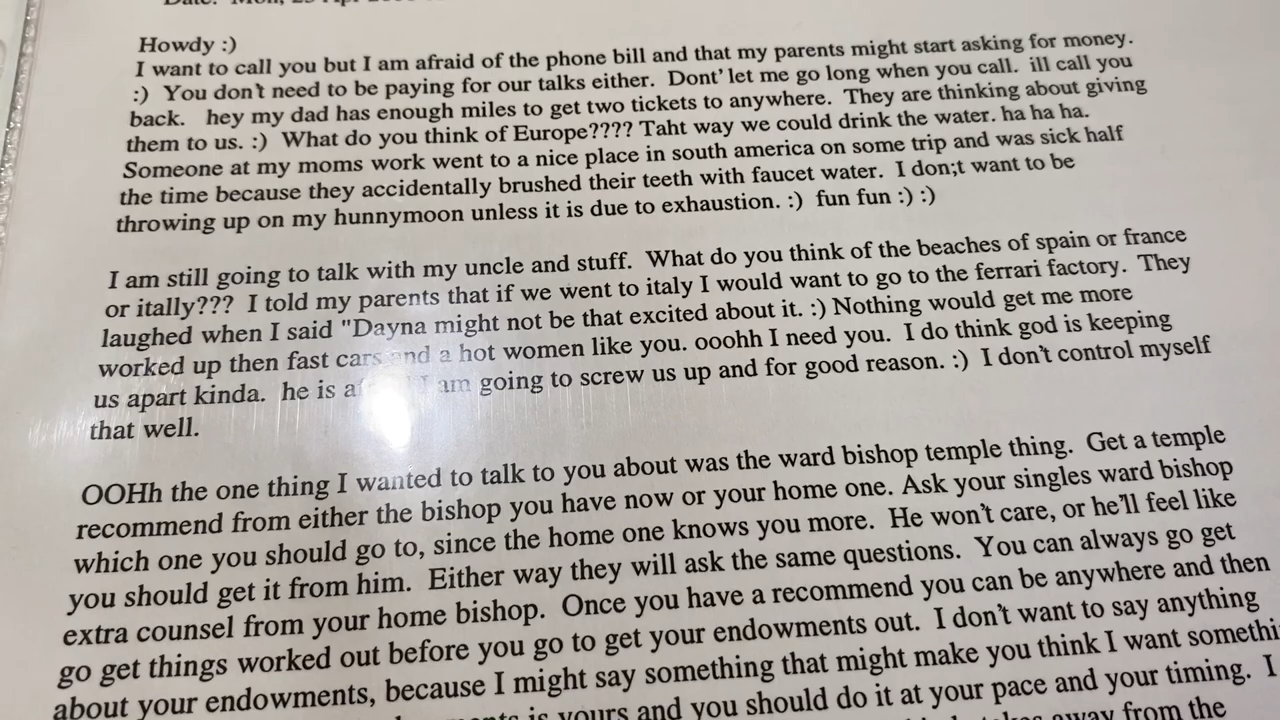 Howdy :)
I want to call you but I am afraid of the phone bill and that my parents might start asking for money.
:) You don't need to be paying for our talks either. Dont' let me go long when you call. ill call you
back. hey my dad has enough miles to get two tickets to anywhere. They are thinking about giving
them to us. :) What do you think of Europe???? Taht way we could drink the water. ha ha ha.
Someone at my moms work went to a nice place in south america on some trip and was sick half
the time because they accidentally brushed their teeth with faucet water. I don;t want to be
throwing up on my hunnymoon unless it is due to exhaustion. :) fun fun :) :)
I am still going to talk with my uncle and stuff. What do you think of the beaches of spain or france
or itally??? I told my parents that if we went to italy I would want to go to the ferrari factory. They
laughed when I said "Dayna might not be that excited about it. :) Nothing would get me more
worked up then fast cars and a hot women like you. ooohh I need you. I do think god is keeping
us apart kinda. he is I am going to screw us up and for good reason. :) I don't control myself
that well.
OOHh the one thing I wanted to talk to you about was the ward bishop temple thing. Get a temple
recommend from either the bishop you have now or your home one. Ask your singles ward bishop
which one you should go to, since the home one knows you more. He won't care, or he'll feel like
you should get it from him. Either way they will ask the same questions. You can always go get
extra counsel from your home bishop. Once you have a recommend you can be anywhere and then
go get things worked out before you go to get your endowments out. I don't want to say anything
about your endowments, because I might say something that might make you think I want somethi
is yours and you should do it at your pace and your timing. I
away from the